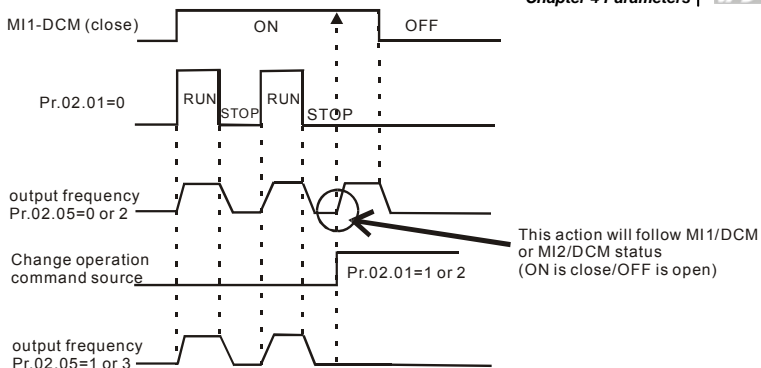 Chapter 4 Parameters |
MI1-DCM (close)
ON
OFF
Pr.02.01=0
RUN
STOP
RUN
STOP
output frequency
Pr.02.05=0 or 2
This action will follow MI1/DCM
or MI2/DCM status
(ON is close/OFF is open)
Change operation
command source
Pr.02.01=1 or 2
output frequency
Pr.02.05=1 or 3